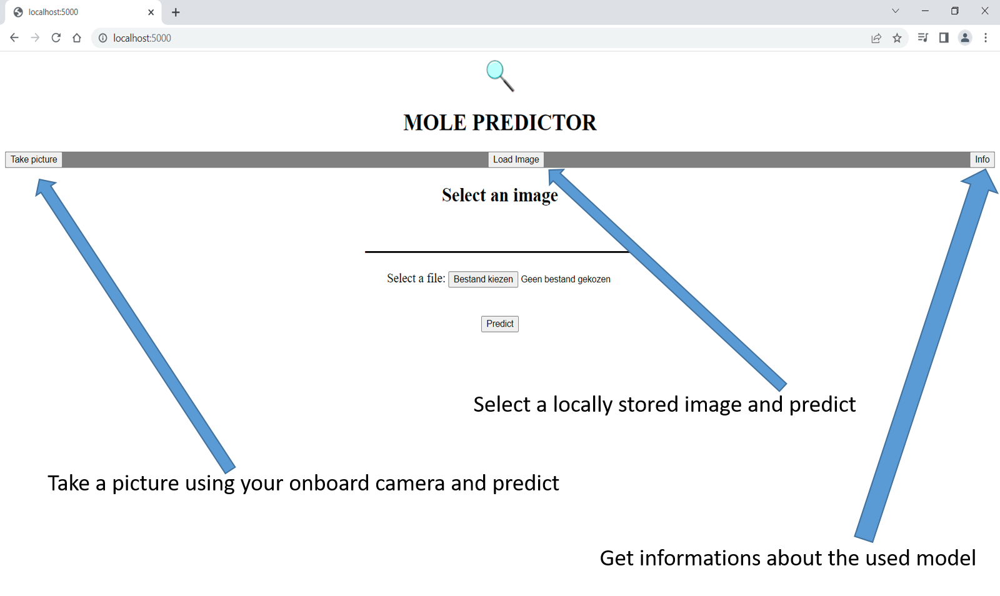 localhost:5000
localhost:5000
MOLE PREDICTOR
Take picture
Load Image
Info
Select an image
Select a file: Bestand kiezen Geen bestand gekozen
Predict
Select a locally stored image and predict
Take a picture using your onboard camera and predict
Get informations about the used model